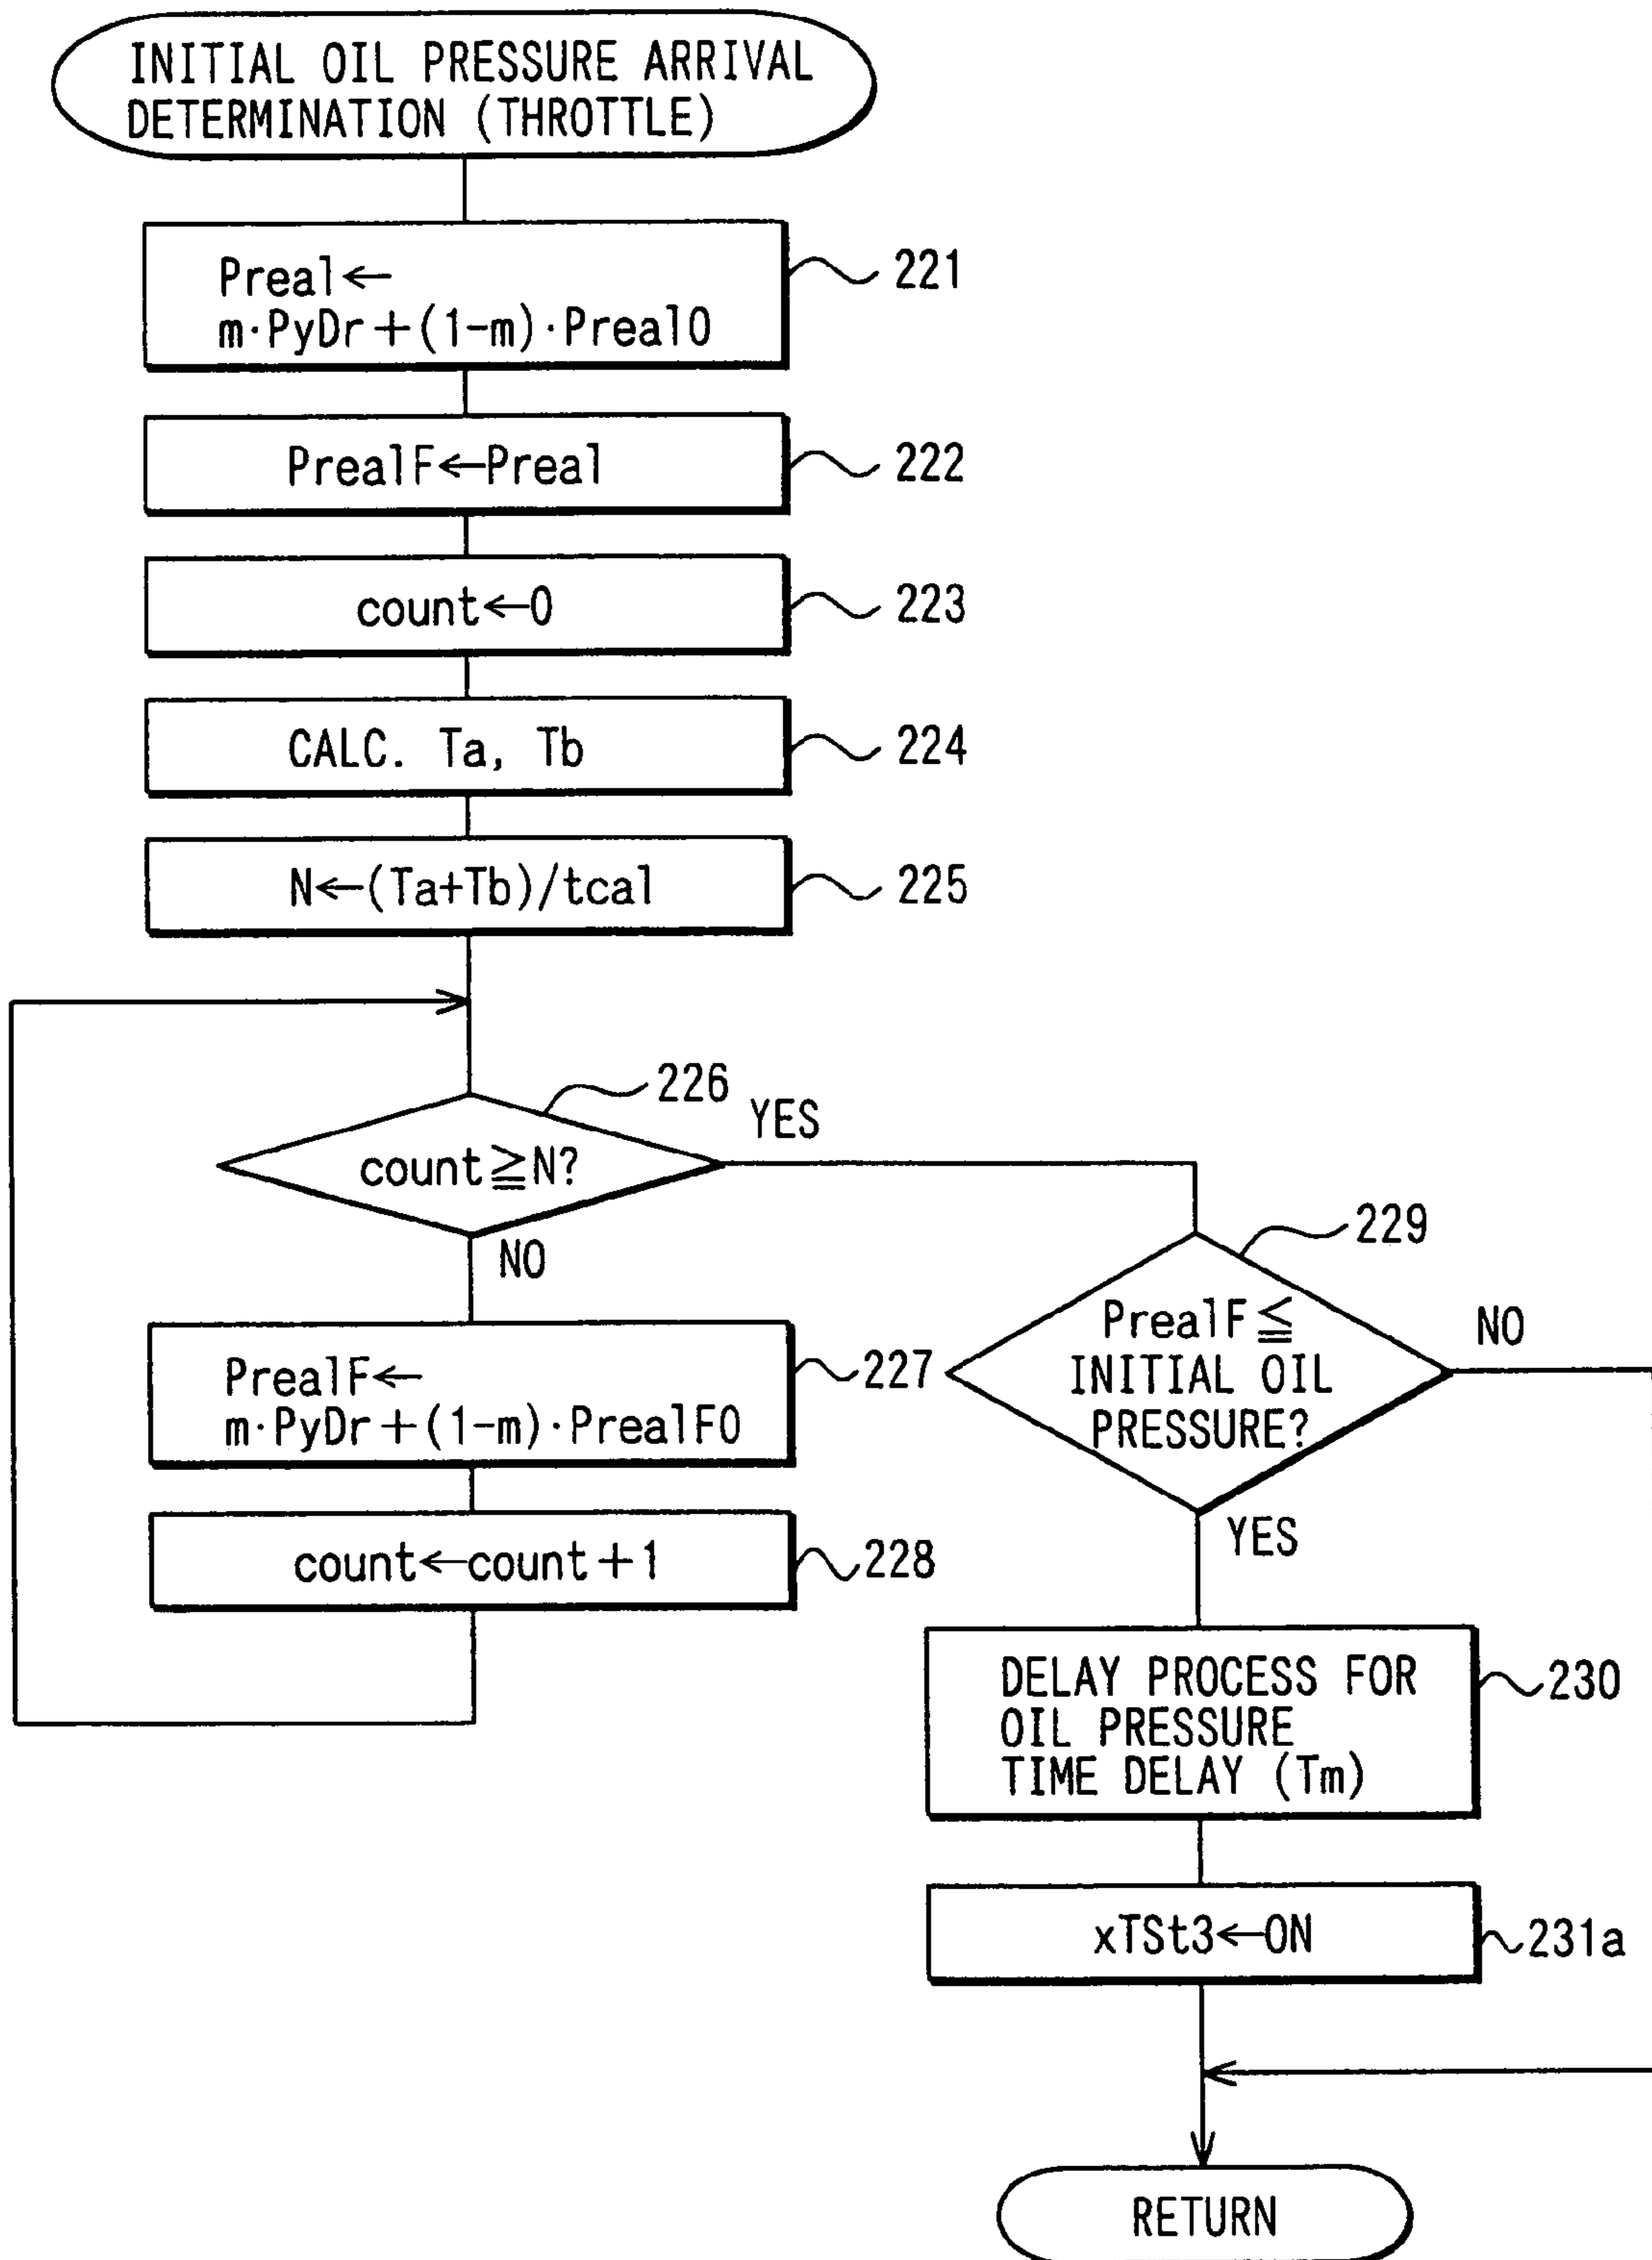 INITIAL OIL PRESSURE ARRIVAL
DETERMINATION (THROTTLE)
Preal←
m·PyDr+(1-m)·Preal0
221
PrealF←Preal
222
count←0
223
CALC. Ta, Tb
224
N←(Ta+Tb)/tcal
225
226
YES
count≧N?
NO
229
PrealF≦
INITIAL OIL
PRESSURE?
NO
YES
PrealF←
m·PyDr+(1-m)·PrealF0
227
count←count+1
228
DELAY PROCESS FOR
OIL PRESSURE
TIME DELAY (Tm)
230
xTSt3←ON
231a
RETURN